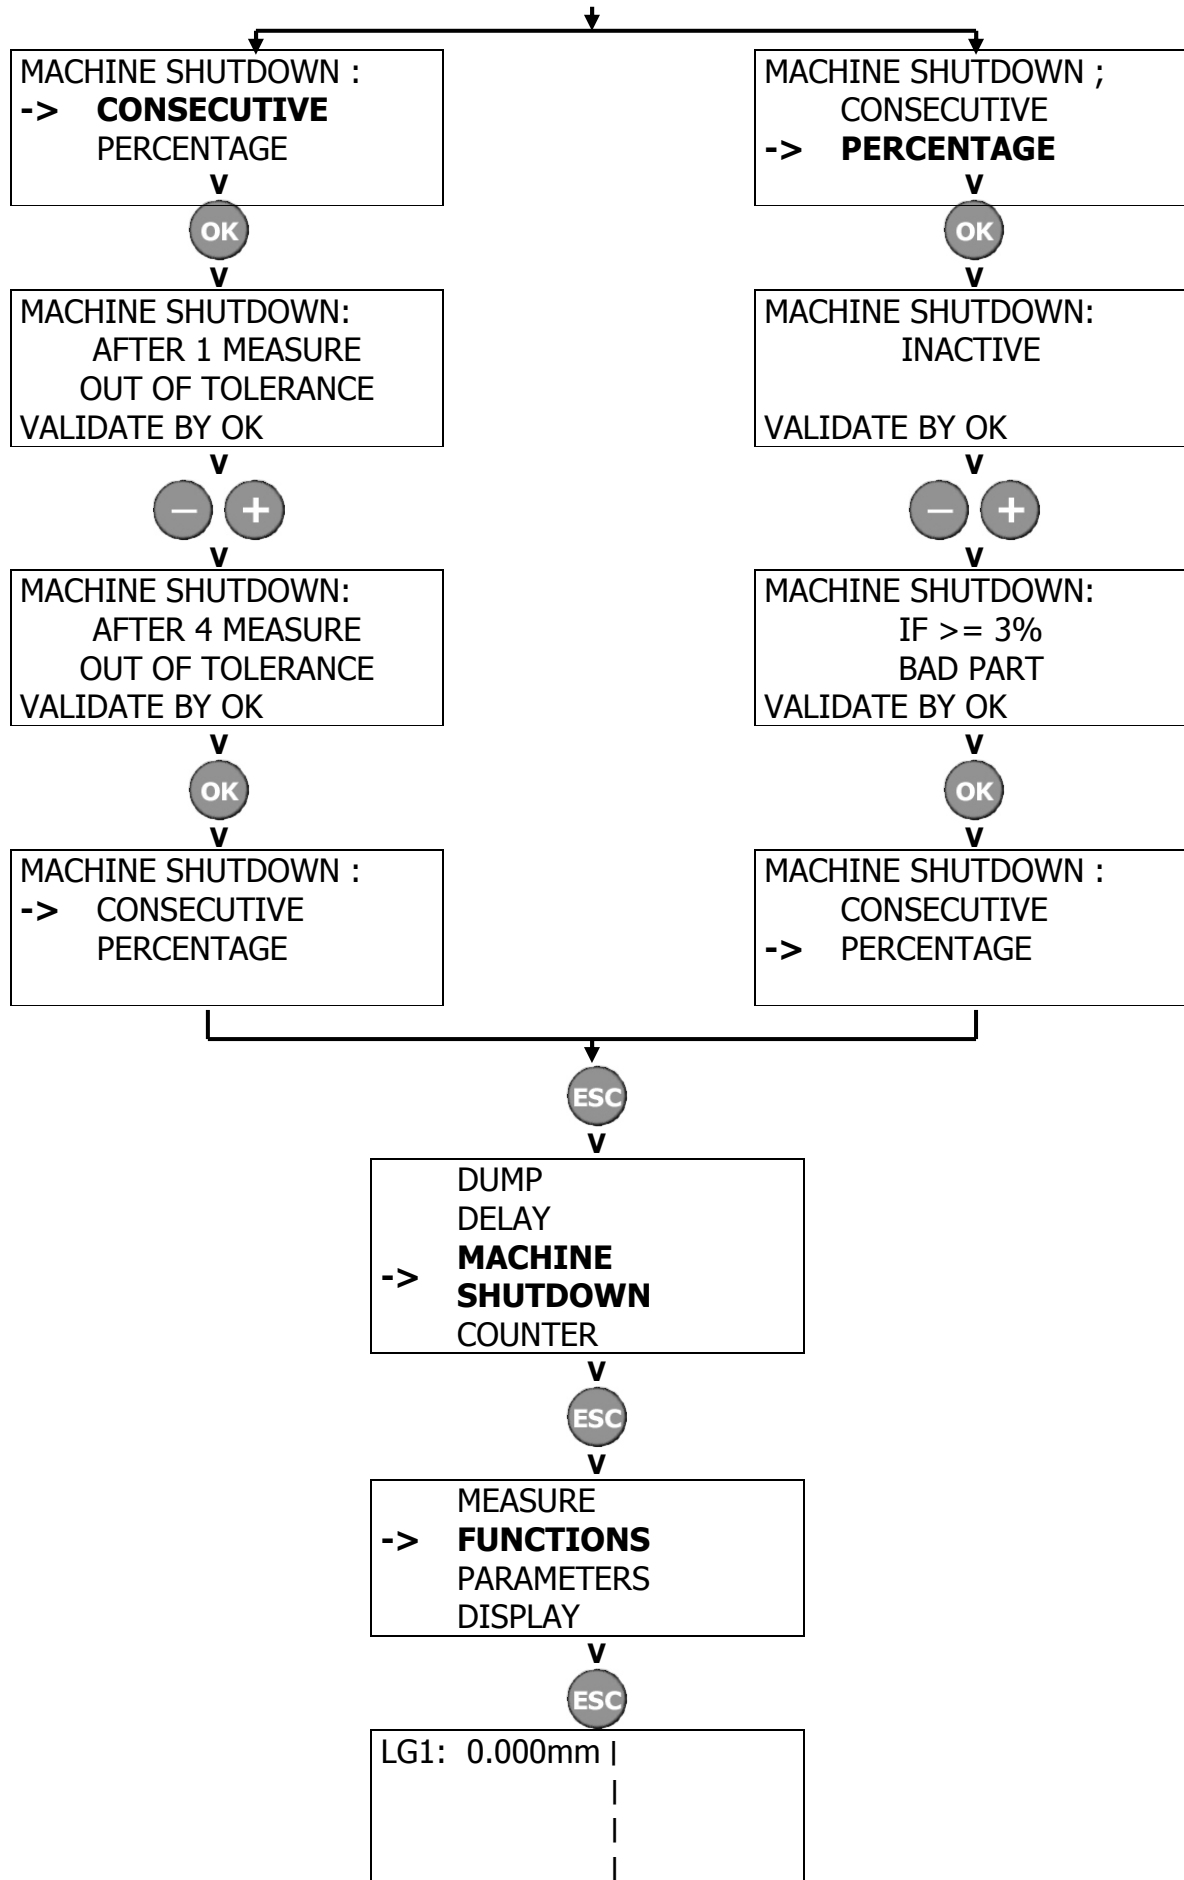 MACHINE SHUTDOWN :
-> CONSECUTIVE
PERCENTAGE
V
OK
V
MACHINE SHUTDOWN:
AFTER 1 MEASURE
OUT OF TOLERANCE
VALIDATE BY OK
V
– +
V
MACHINE SHUTDOWN:
AFTER 4 MEASURE
OUT OF TOLERANCE
VALIDATE BY OK
V
OK
V
MACHINE SHUTDOWN :
-> CONSECUTIVE
PERCENTAGE
MACHINE SHUTDOWN ;
CONSECUTIVE
-> PERCENTAGE
V
OK
V
MACHINE SHUTDOWN:
INACTIVE
VALIDATE BY OK
V
– +
V
MACHINE SHUTDOWN:
IF >= 3%
BAD PART
VALIDATE BY OK
V
OK
V
MACHINE SHUTDOWN :
CONSECUTIVE
-> PERCENTAGE
ESC
V
DUMP
DELAY
-> MACHINE
SHUTDOWN
COUNTER
V
ESC
V
MEASURE
-> FUNCTIONS
PARAMETERS
DISPLAY
V
ESC
LG1: 0.000mm |
|
|
|